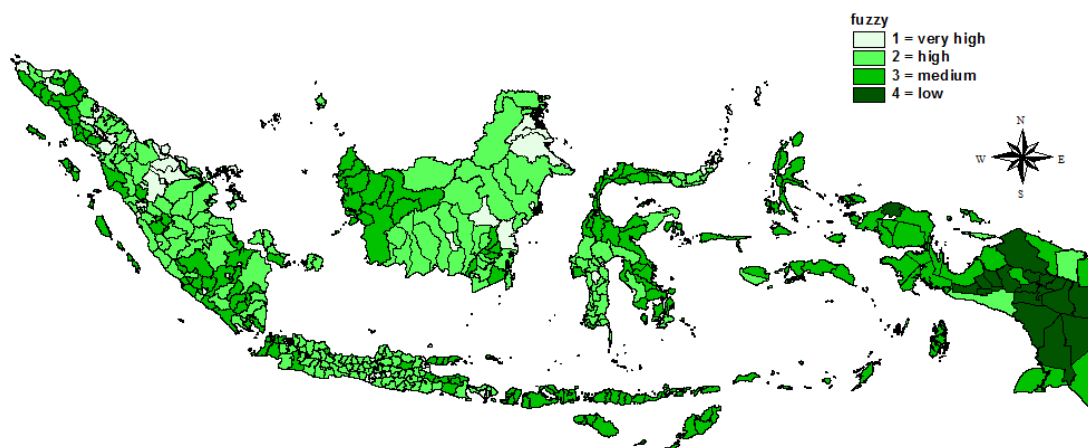 fuzzy
1 = very high
2 = high
3 = medium
4 = low
N
W E
S